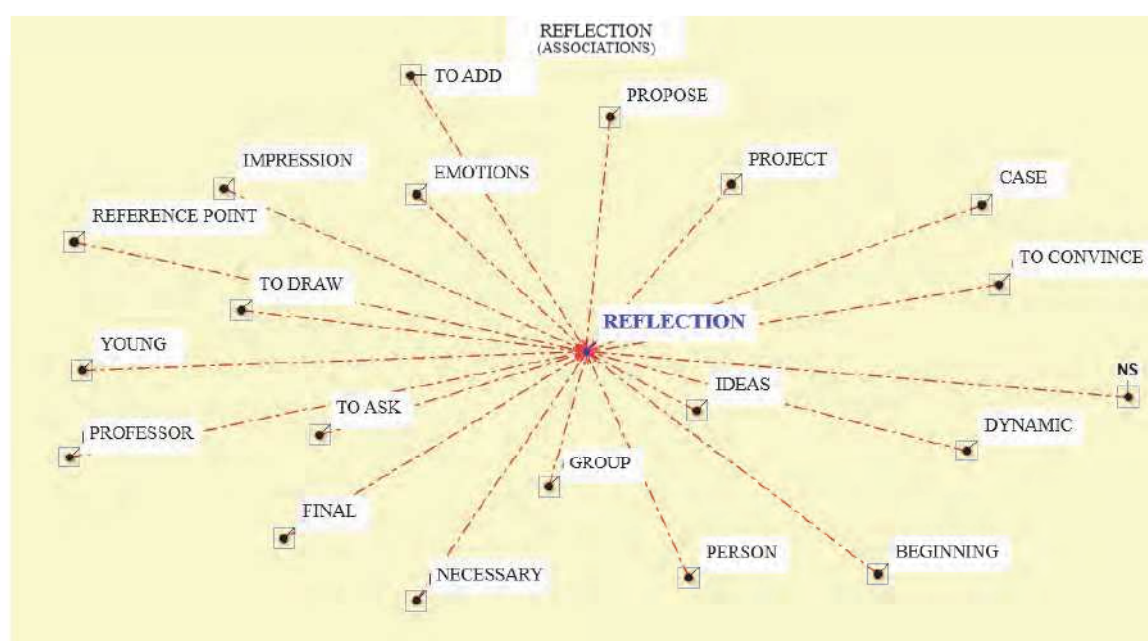 REFLECTION
(ASSOCIATIONS)
TO ADD
PROPOSE
IMPRESSION
EMOTIONS
PROJECT
CASE
REFERENCE POINT
TO CONVINCE
TO DRAW
REFLECTION
YOUNG
NS
IDEAS
TO ASK
PROFESSOR
DYNAMIC
GROUP
FINAL
PERSON
BEGINNING
NECESSARY